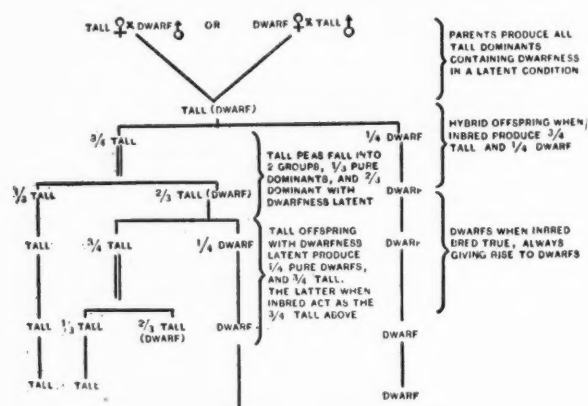 TALL ♀ × DWARF ♂ OR DWARF ♀ × TALL ♂
PARENTS PRODUCE ALL
TALL DOMINANTS
CONTAINING DWARFNESS
IN A LATENT CONDITION
TALL (DWARF)
3/4 TALL
1/4 DWARF
HYBRID OFFSPRING WHEN
INBRED PRODUCE 3/4
TALL AND 1/4 DWARF
TALL PEAS FALL INTO
2 GROUPS, 1/3 PURE
DOMINANTS, AND 2/3
DOMINANT WITH
DWARFNESS LATENT
1/3 TALL
2/3 TALL (DWARF)
DWARF
DWARFS WHEN INBRED
BRED TRUE, ALWAYS
GIVING RISE TO DWARFS
TALL
3/4 TALL
1/4 DWARF
TALL OFFSPRING
WITH DWARFNESS
LATENT PRODUCE
1/4 PURE DWARFS,
AND 3/4 TALL.
THE LATTER WHEN
INBRED ACT AS THE
3/4 TALL ABOVE
DWARF
TALL
1/3 TALL
2/3 TALL
(DWARF)
DWARF
DWARF
TALL
TALL
DWARF